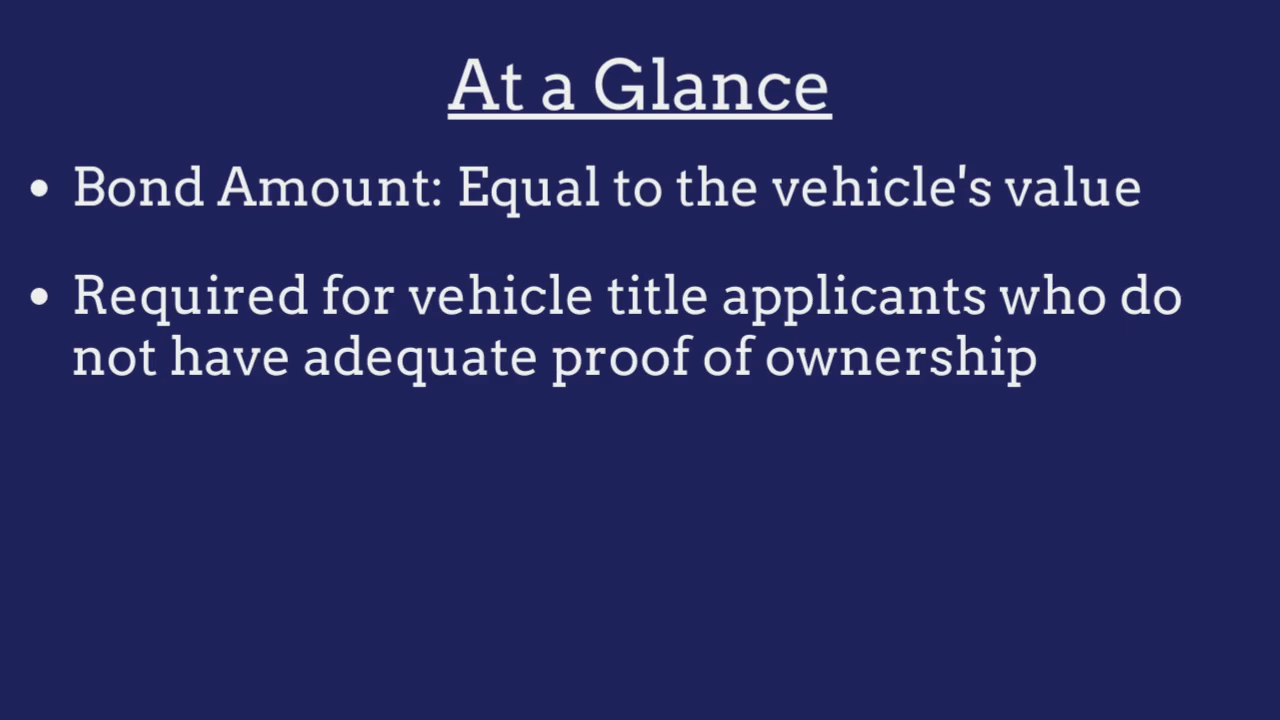 At a Glance
• Bond Amount: Equal to the vehicle's value
• Required for vehicle title applicants who do
not have adequate proof of ownership